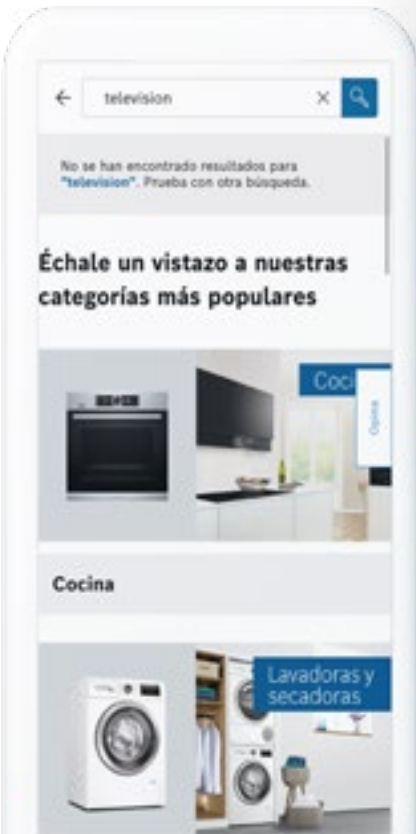 television
No se han encontrado resultados para
"television". Prueba con otra búsqueda.
Échale un vistazo a nuestras
categorías más populares
Coci
Opina
Cocina
Lavadoras y
secadoras